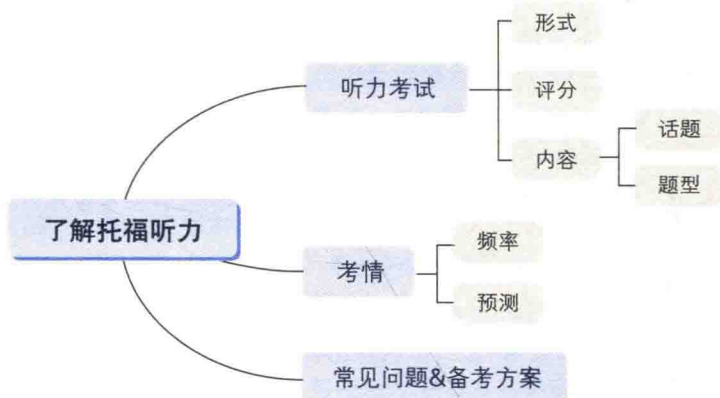 了解托福听力
听力考试
形式
评分
内容
话题
题型
考情
频率
预测
常见问题&备考方案